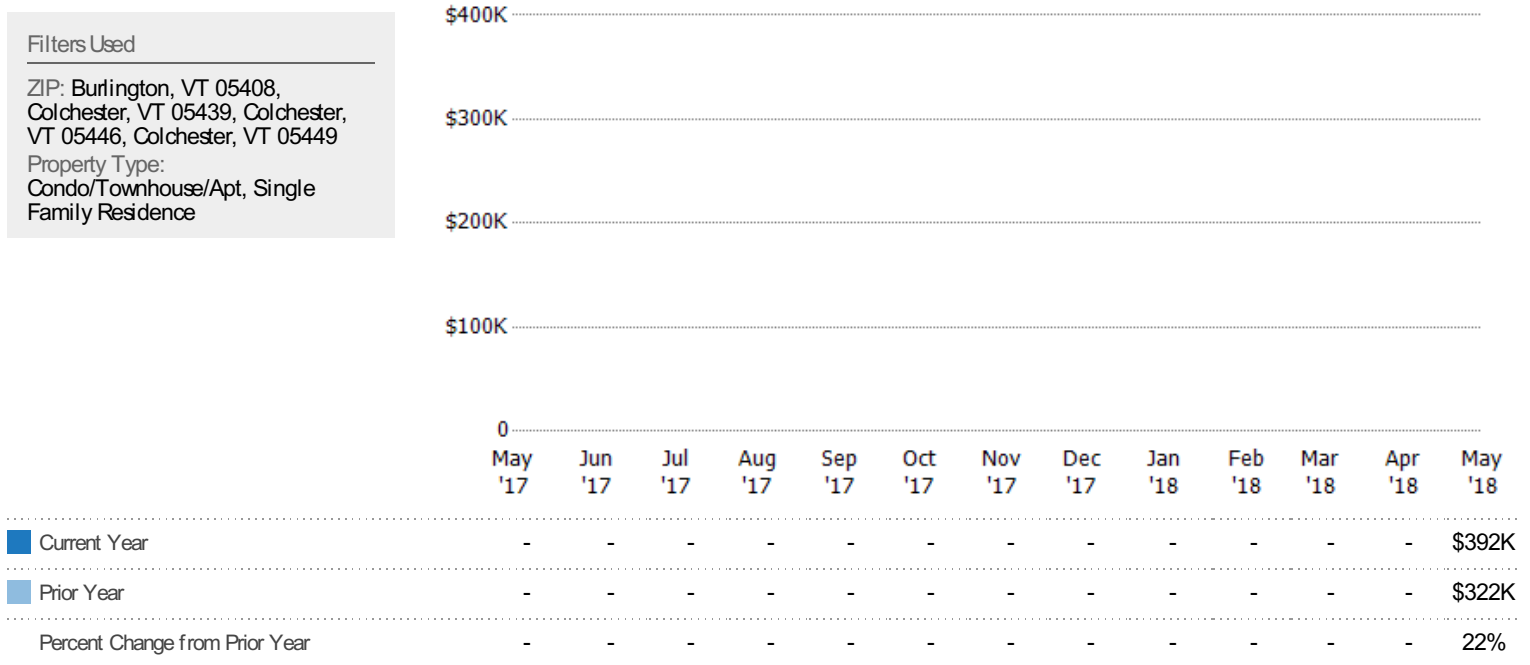 Filters Used
ZIP: Burlington, VT 05408,
Colchester, VT 05439, Colchester,
VT 05446, Colchester, VT 05449
Property Type:
Condo/Townhouse/Apt, Single
Family Residence
$400K
$300K
$200K
$100K
0
May Jun Jul Aug Sep Oct Nov Dec Jan Feb Mar Apr May
'17 '17 '17 '17 '17 '17 '17 '17 '18 '18 '18 '18 '18
Current Year - - - - - - - - - - - - $392K
Prior Year - - - - - - - - - - - - $322K
Percent Change from Prior Year - - - - - - - - - - - - 22%